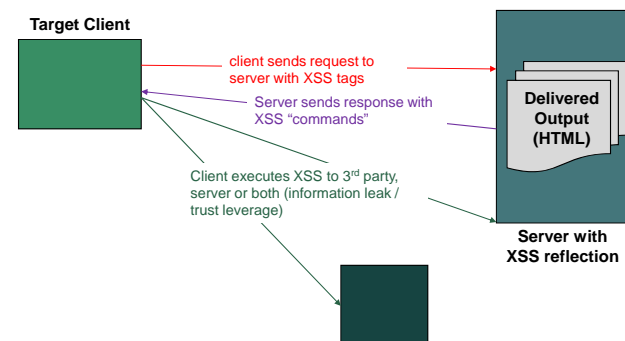 Target Client
client sends request to
server with XSS tags
Server sends response with
XSS “commands”
Delivered
Output
(HTML)
Client executes XSS to 3rd party,
server or both (information leak /
trust leverage)
Server with
XSS reflection